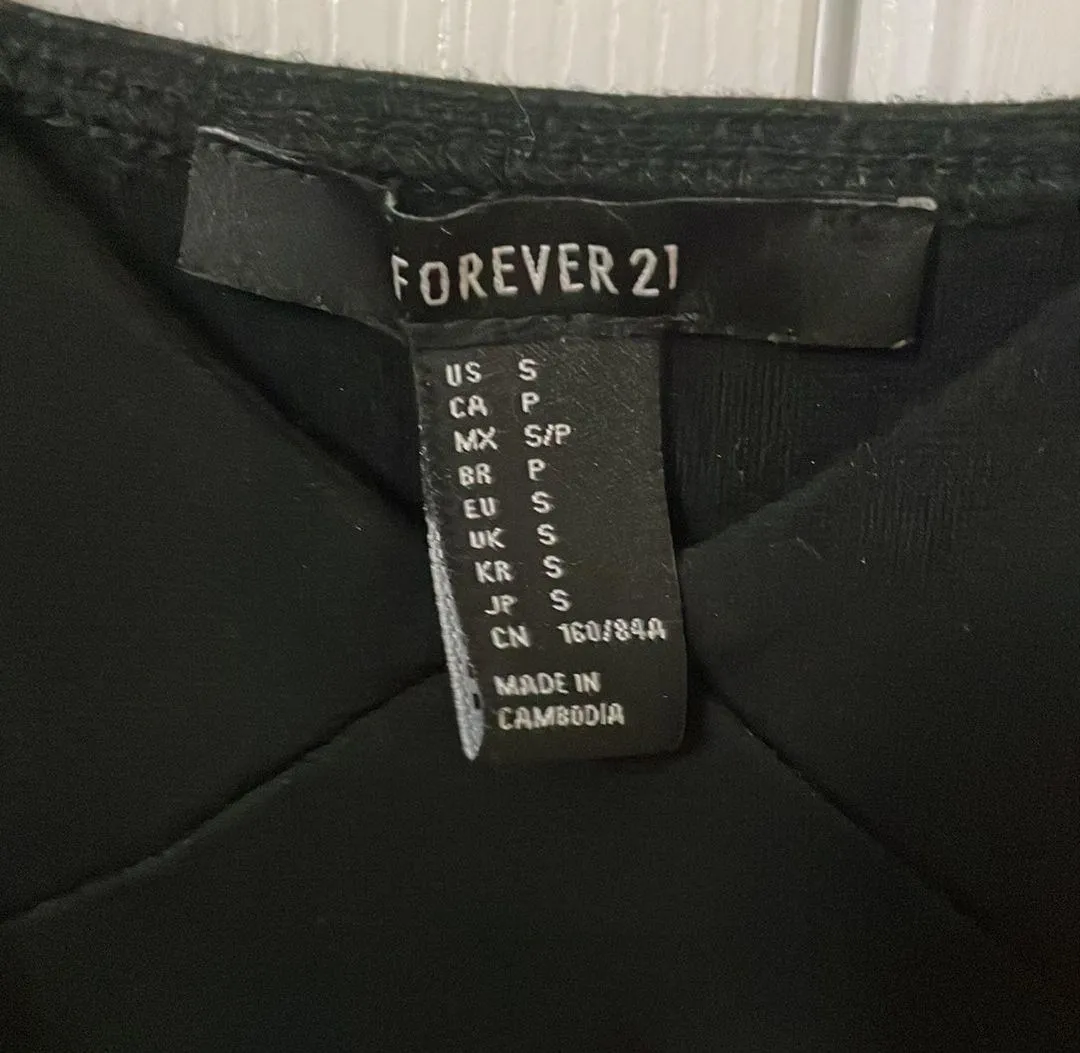 FOREVER 21
US S
CA P
MX S/P
BR P
EU S
UK S
KR S
JP S
CN 160/84A
MADE IN
CAMBODIA